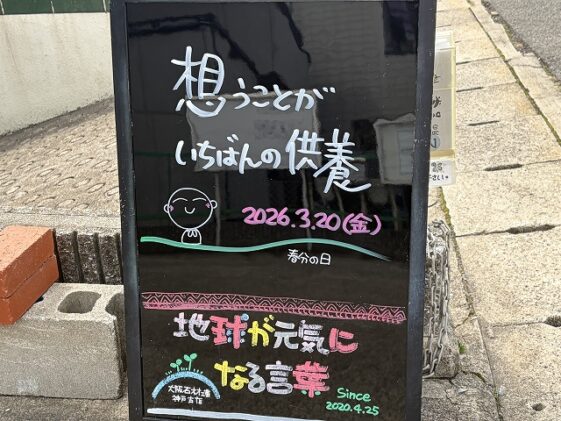 想うことが
いちばんの供養
2026.3.20(金)
春分の日
地球が元気に
なる言葉
大阪石材工業
神戸店
Since
2020.4.25